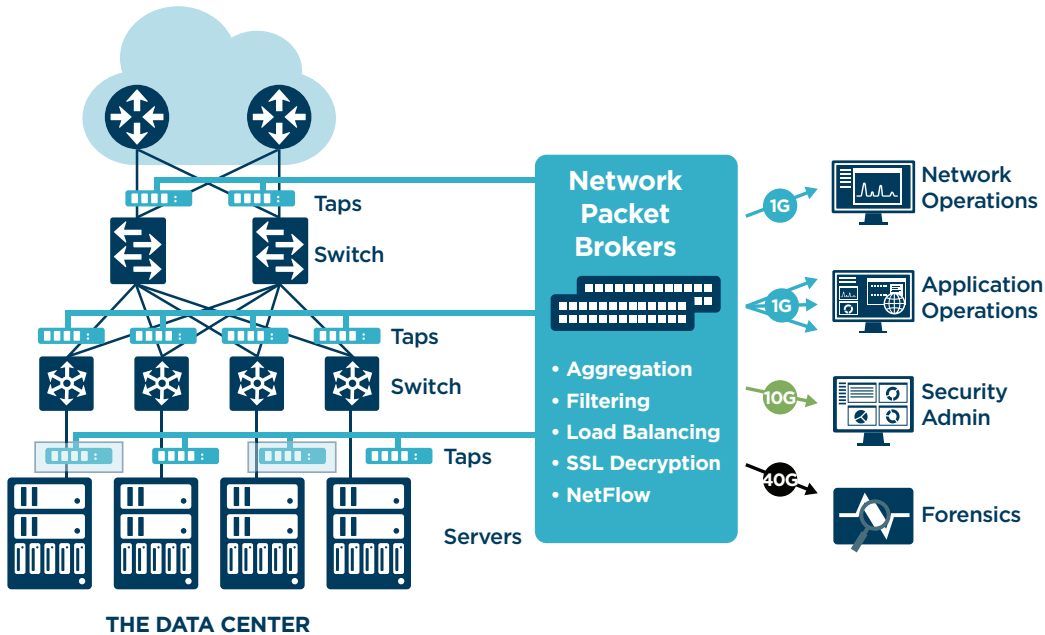 Taps
Switch
Taps
Switch
Taps
Servers
THE DATA CENTER
Network
Packet
Brokers
• Aggregation
• Filtering
• Load Balancing
• SSL Decryption
• NetFlow
1G
Network
Operations
1G
Application
Operations
10G
Security
Admin
40G
Forensics